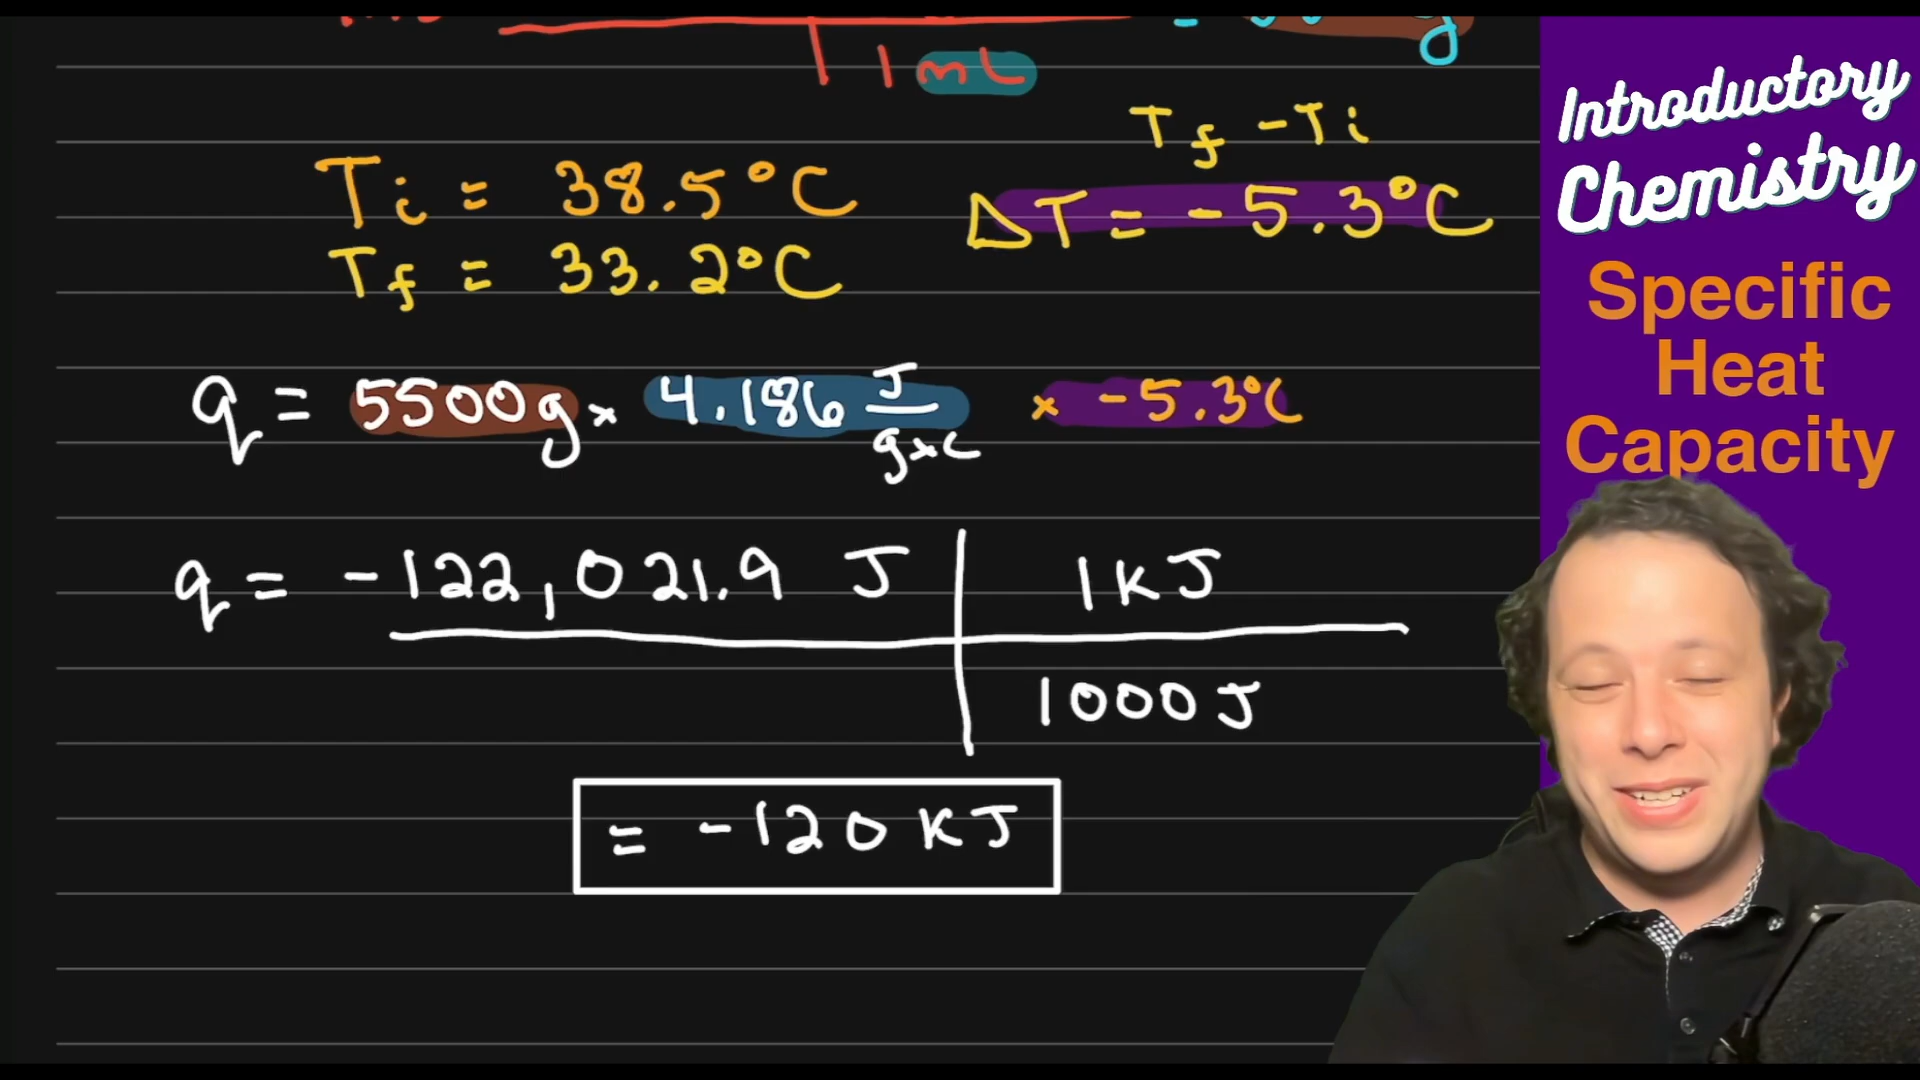 1 mL
Tf - Ti
Ti = 38.5°C
ΔT = -5.3°C
Tf = 33.2°C
q = 5500g × 4.186 J/g×C × -5.3°C
q = -122,021.9 J | 1 kJ
1000 J
= -120 kJ
Introductory
Chemistry
Specific
Heat
Capacity